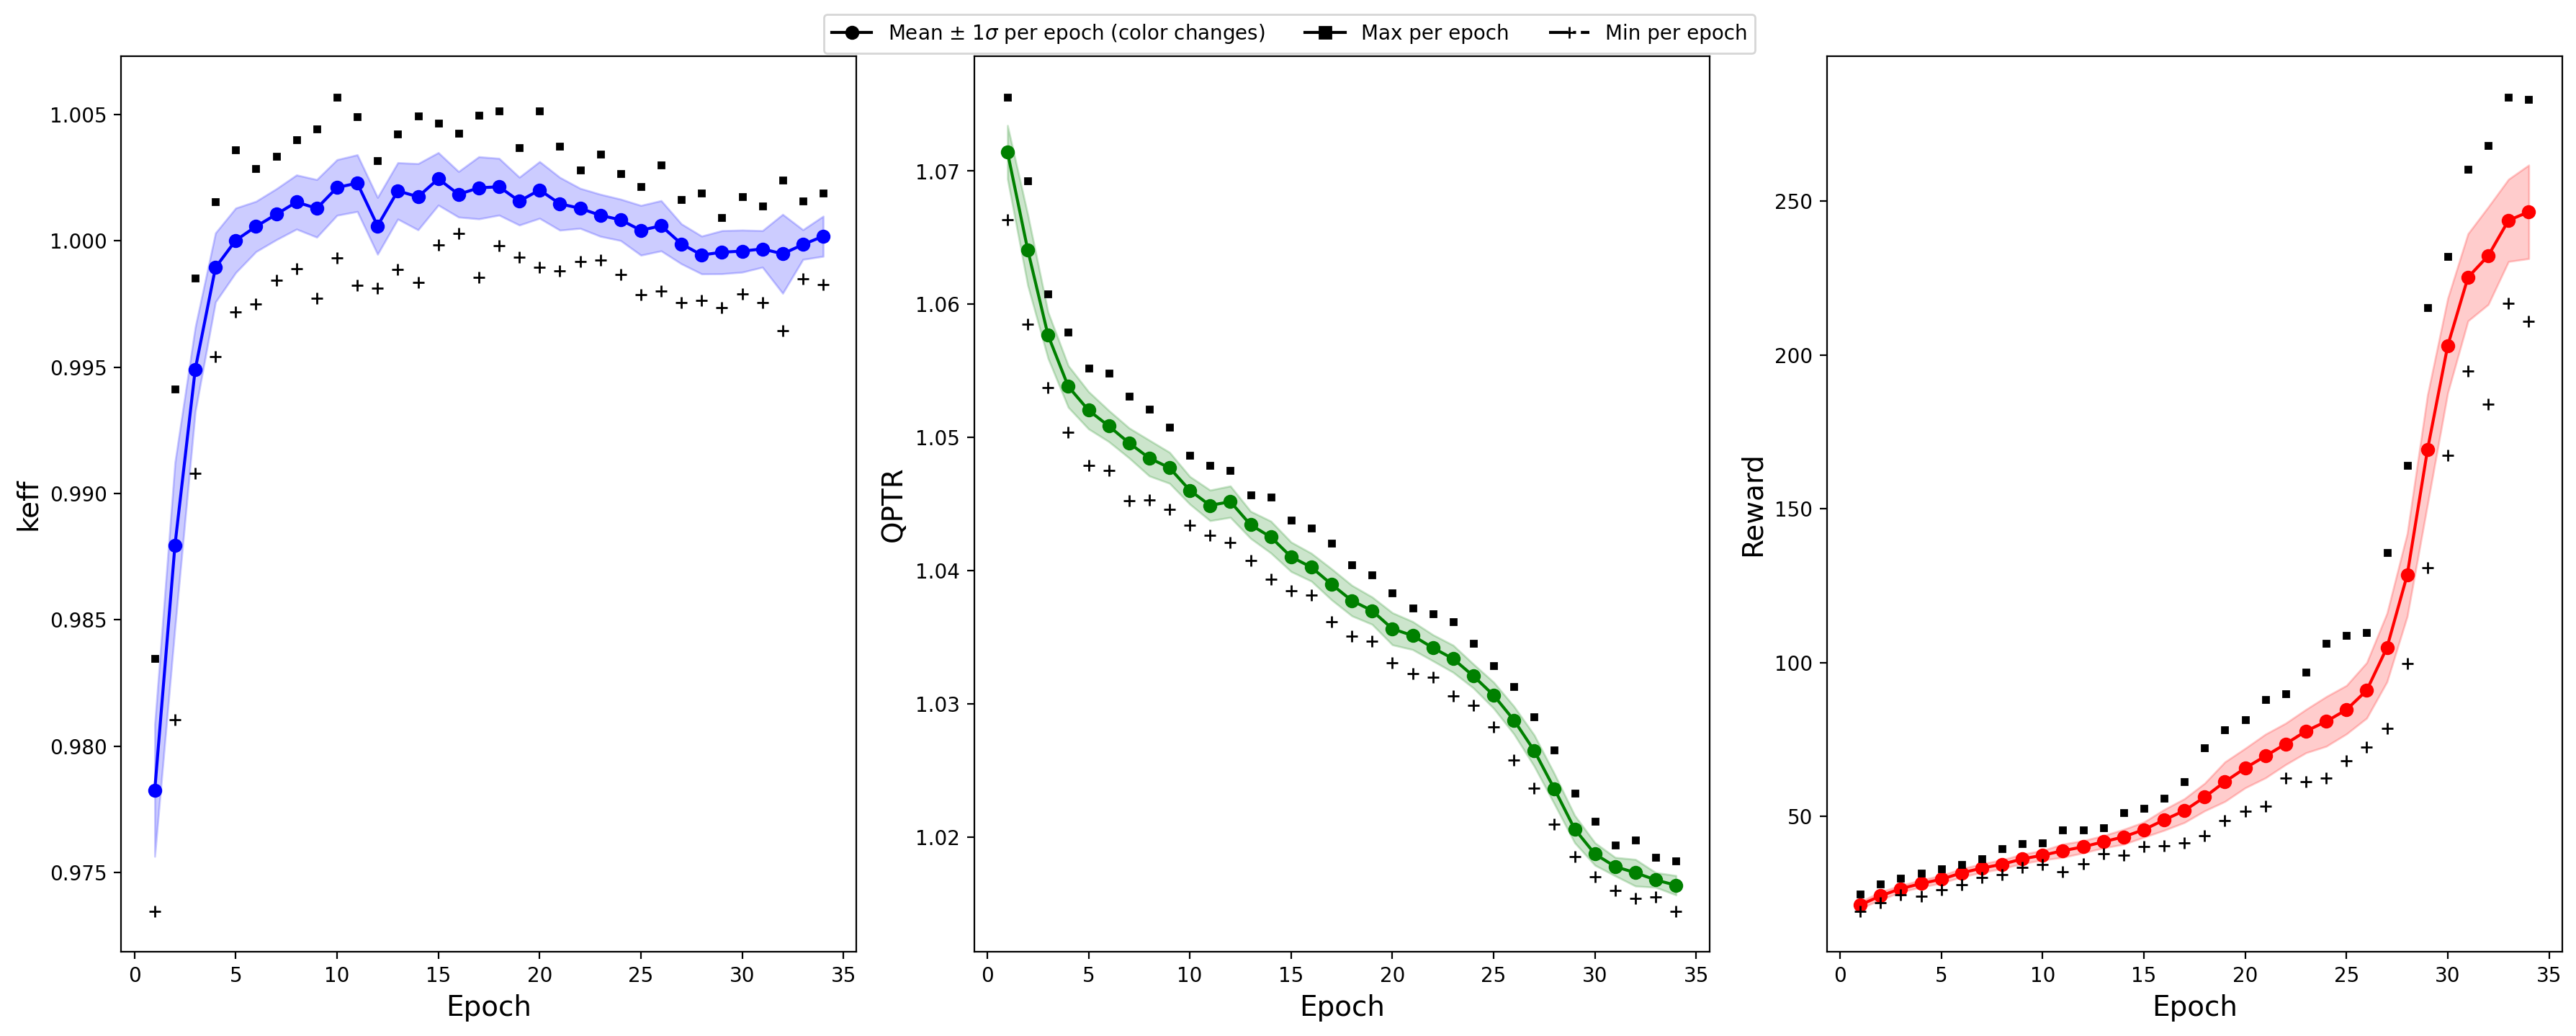 Mean ± 1σ per epoch (color changes) Max per epoch Min per epoch
keff
1.005
1.000
0.995
0.990
0.985
0.980
0.975
0 5 10 15 20 25 30 35
Epoch
QPTR
1.07
1.06
1.05
1.04
1.03
1.02
0 5 10 15 20 25 30 35
Epoch
Reward
250
200
150
100
50
0 5 10 15 20 25 30 35
Epoch